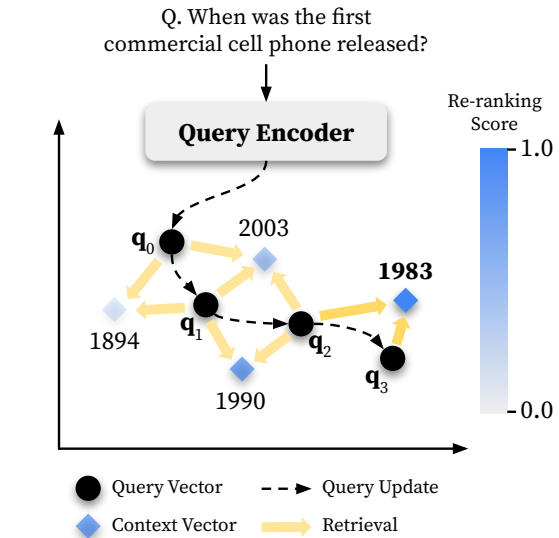 Q. When was the first
commercial cell phone released?
Query Encoder
Re-ranking
Score
1.0
0.0
q0
2003
1983
1894
q1
q2
q3
1990
Query Vector
Query Update
Context Vector
Retrieval